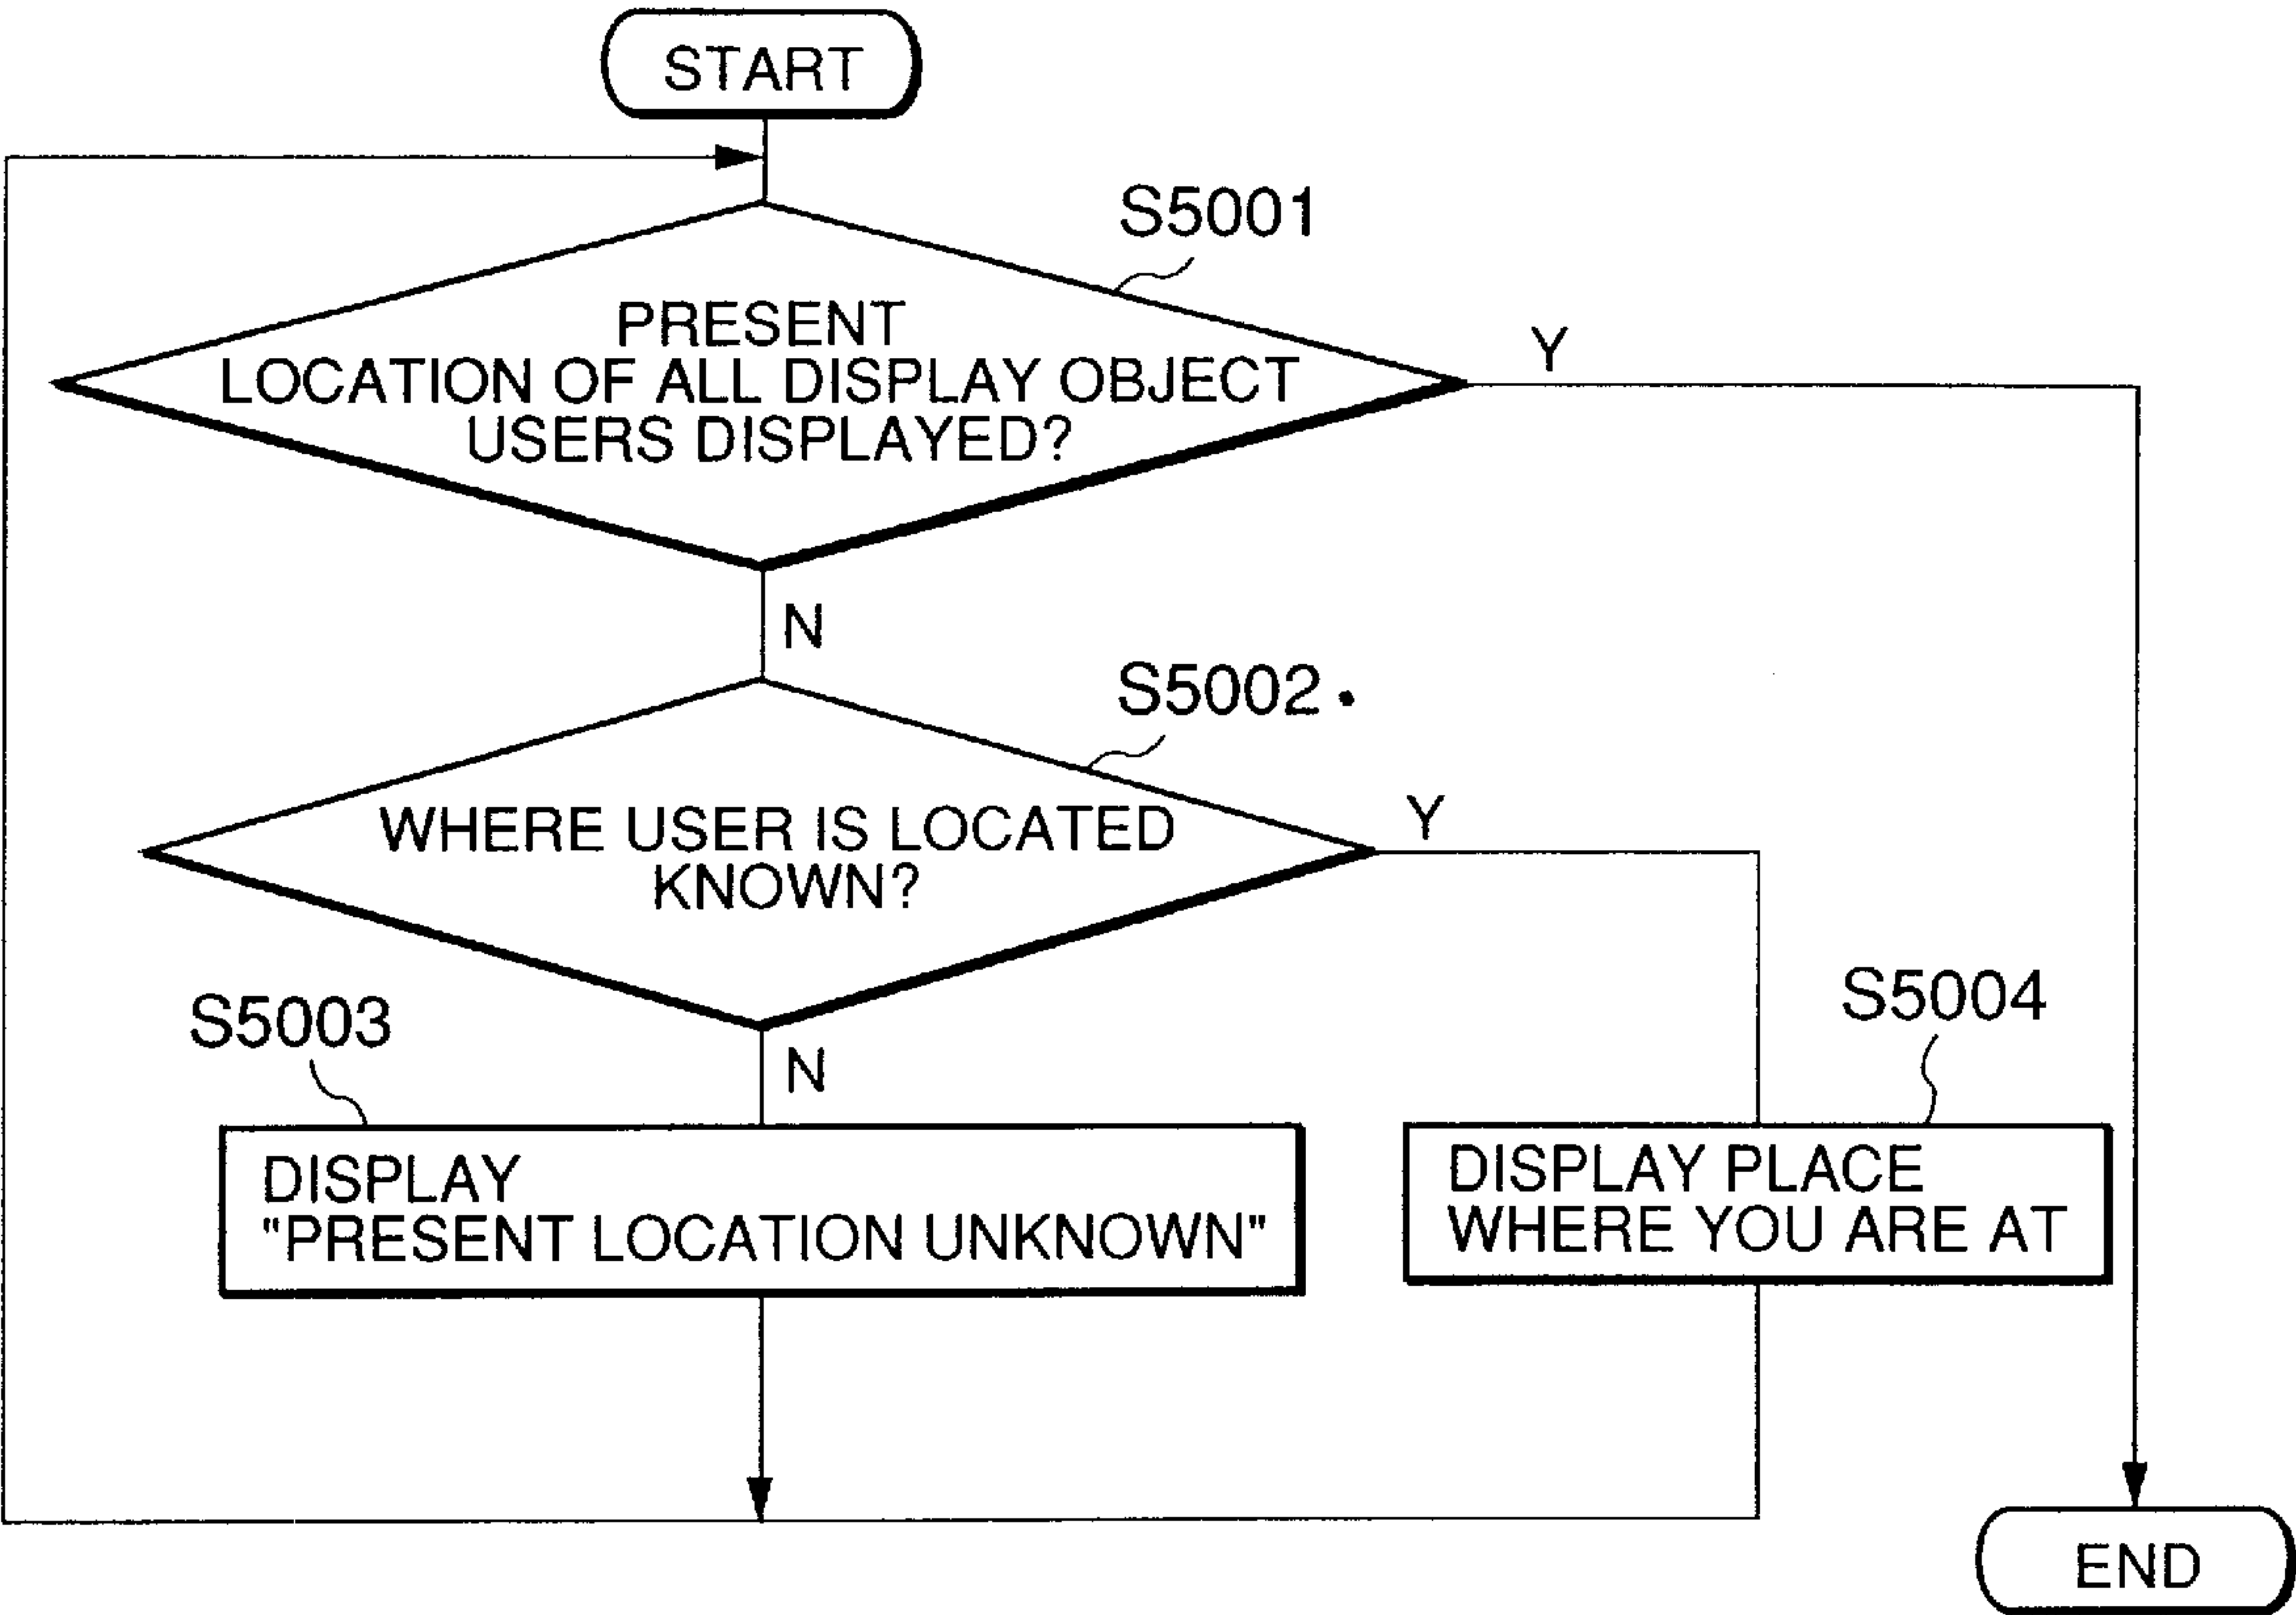 START
S5001
PRESENT
LOCATION OF ALL DISPLAY OBJECT
USERS DISPLAYED?
Y
N
S5002
WHERE USER IS LOCATED
KNOWN?
Y
N
S5003
DISPLAY
"PRESENT LOCATION UNKNOWN"
S5004
DISPLAY PLACE
WHERE YOU ARE AT
END